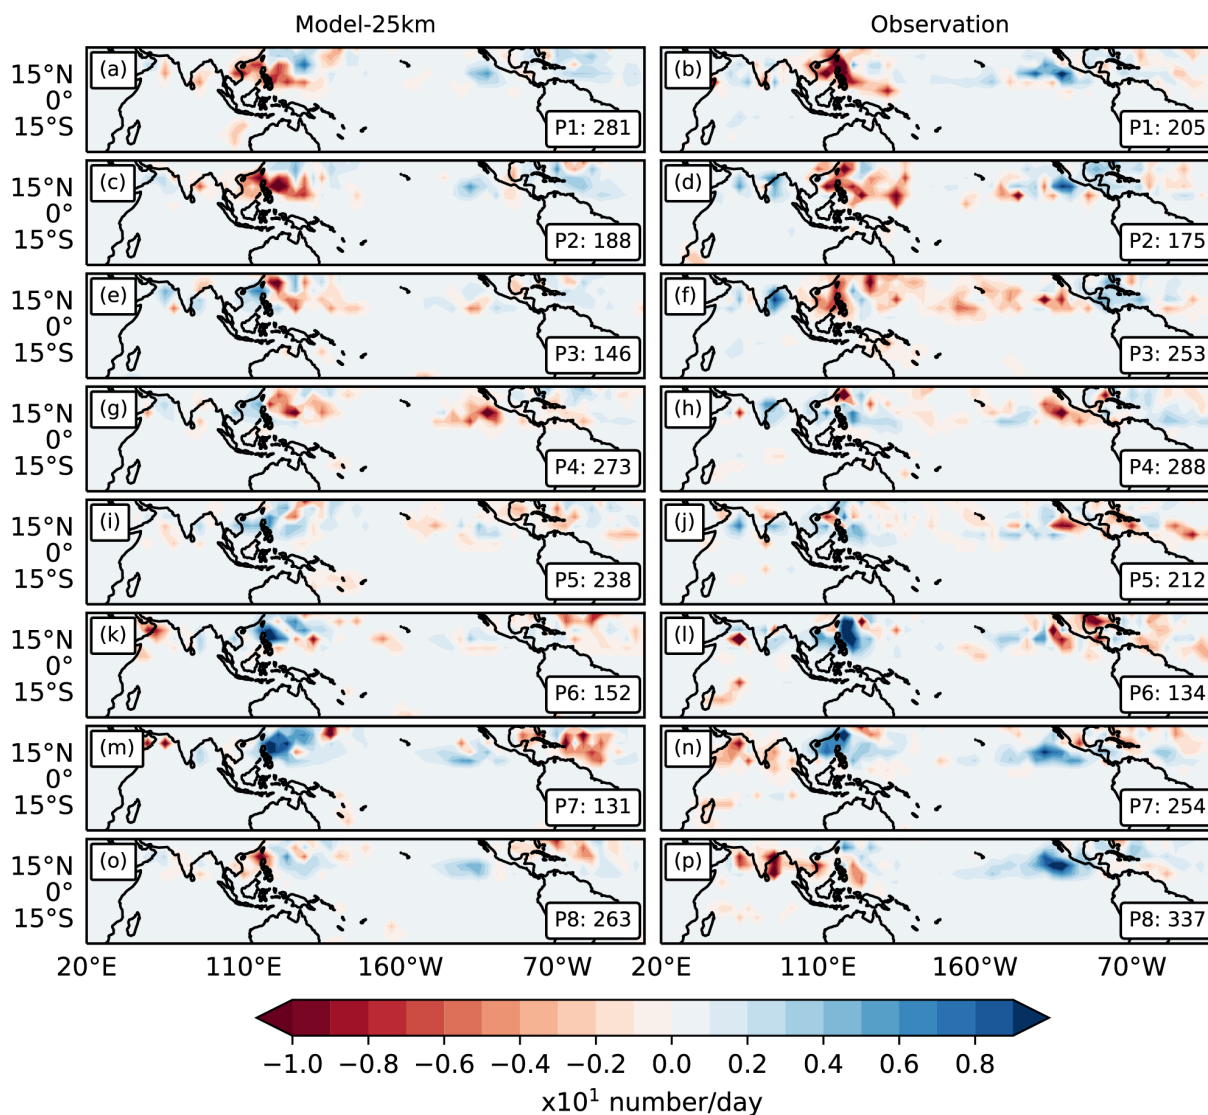 Model-25km Observation
(a) (b)
15°N
0°
15°S
P1: 281 P1: 205
(c) (d)
15°N
0°
15°S
P2: 188 P2: 175
(e) (f)
15°N
0°
15°S
P3: 146 P3: 253
(g) (h)
15°N
0°
15°S
P4: 273 P4: 288
(i) (j)
15°N
0°
15°S
P5: 238 P5: 212
(k) (l)
15°N
0°
15°S
P6: 152 P6: 134
(m) (n)
15°N
0°
15°S
P7: 131 P7: 254
(o) (p)
15°N
0°
15°S
P8: 263 P8: 337
20°E 110°E 160°W 70°W 20°E 110°E 160°W 70°W
−1.0 −0.8 −0.6 −0.4 −0.2 0.0 0.2 0.4 0.6 0.8
x10¹ number/day